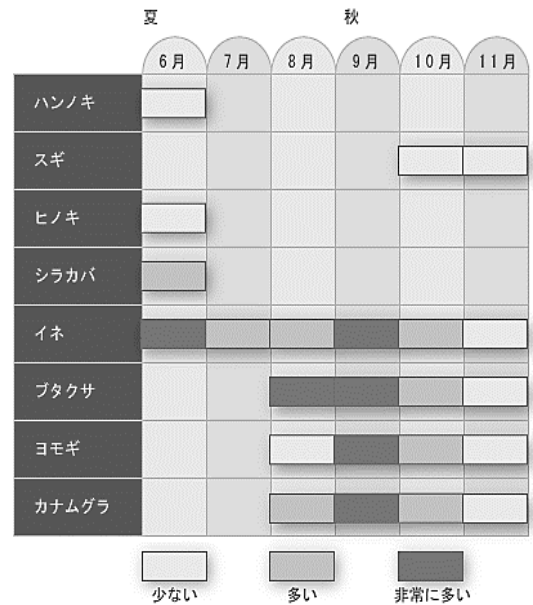 夏 秋
6月 7月 8月 9月 10月 11月
ハンノキ
スギ
ヒノキ
シラカバ
イネ
ブタクサ
ヨモギ
カナムグラ
少ない 多い 非常に多い